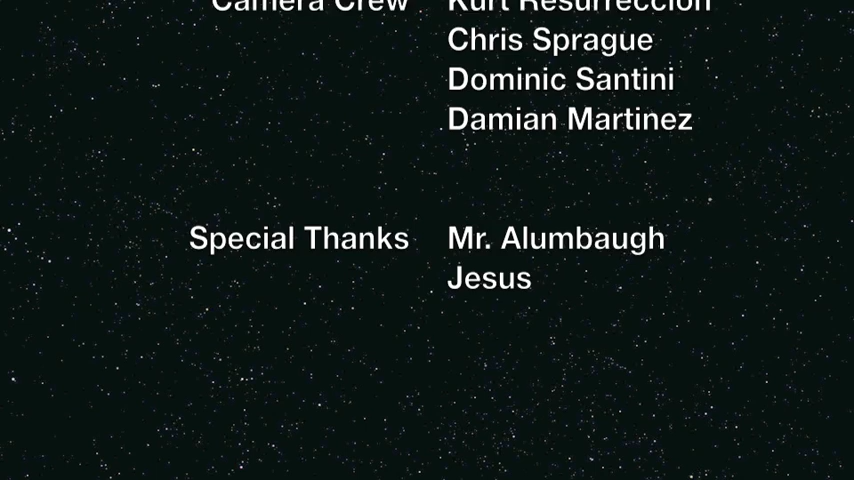 Camera Crew Kurt Resurreccion
Chris Sprague
Dominic Santini
Damian Martinez
Special Thanks Mr. Alumbaugh
Jesus